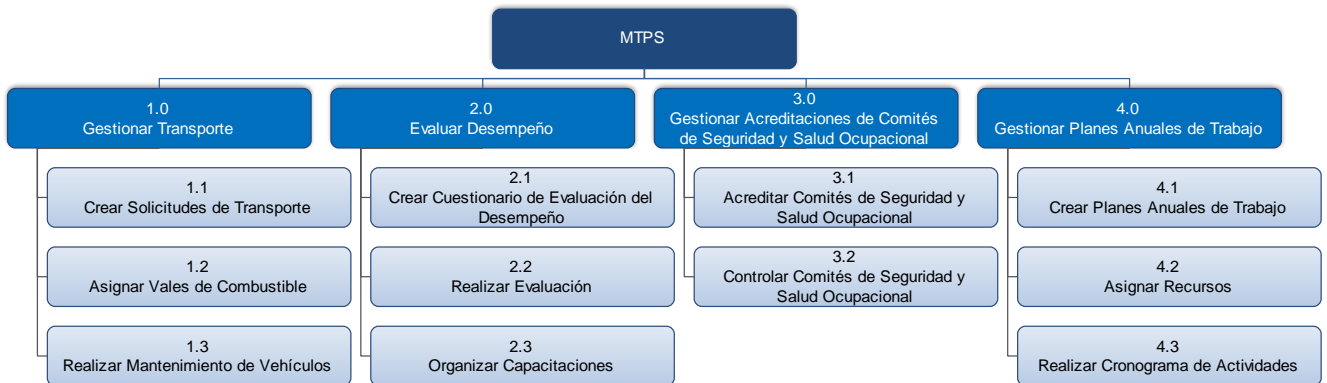 MTPS
1.0
Gestionar Transporte
1.1
Crear Solicitudes de Transporte
1.2
Asignar Vales de Combustible
1.3
Realizar Mantenimiento de Vehículos
2.0
Evaluar Desempeño
2.1
Crear Cuestionario de Evaluación del
Desempeño
2.2
Realizar Evaluación
2.3
Organizar Capacitaciones
3.0
Gestionar Acreditaciones de Comités
de Seguridad y Salud Ocupacional
3.1
Acreditar Comités de Seguridad y
Salud Ocupacional
3.2
Controlar Comités de Seguridad y
Salud Ocupacional
4.0
Gestionar Planes Anuales de Trabajo
4.1
Crear Planes Anuales de Trabajo
4.2
Asignar Recursos
4.3
Realizar Cronograma de Actividades